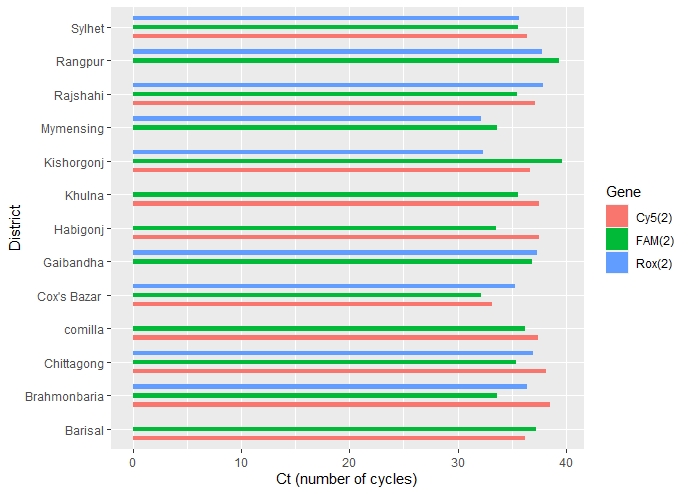 Sylhet
Rangpur
Rajshahi
Mymensing
Kishorgonj
Khulna
Habigonj
Gaibandha
Cox's Bazar
comilla
Chittagong
Brahmonbaria
Barisal
District
0 10 20 30 40
Ct (number of cycles)
Gene
Cy5(2)
FAM(2)
Rox(2)